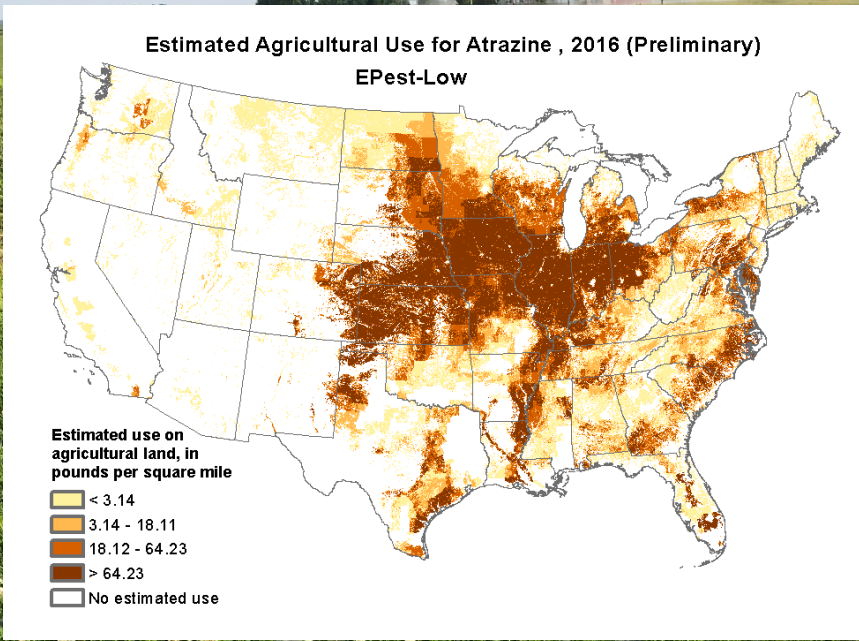 Estimated Agricultural Use for Atrazine , 2016 (Preliminary)
EPest-Low
Estimated use on
agricultural land, in
pounds per square mile
< 3.14
3.14 - 18.11
18.12 - 64.23
> 64.23
No estimated use